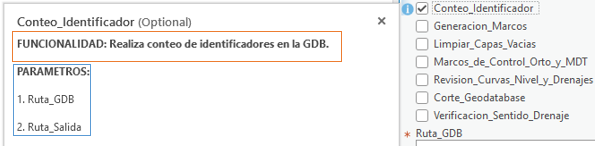 Conteo_Identificador (Optional)
FUNCIONALIDAD: Realiza conteo de identificadores en la GDB.
PARAMETROS:
1. Ruta_GDB
2. Ruta_Salida
Conteo_Identificador
Generacion_Marcos
Limpiar_Capas_Vacias
Marcos_de_Control_Orto_y_MDT
Revision_Curvas_Nivel_y_Drenajes
Corte_Geodatabase
Verificacion_Sentido_Drenaje
* Ruta_GDB